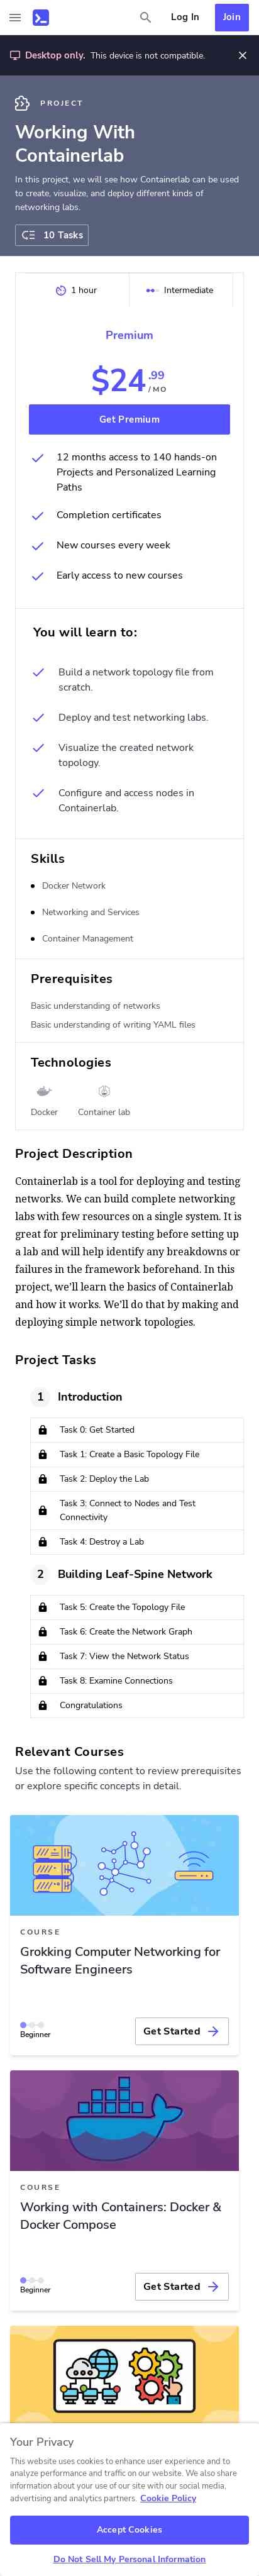 Log In
Join
Desktop only. This device is not compatible.
PROJECT
Working With
Containerlab
In this project, we will see how Containerlab can be used
to create, visualize, and deploy different kinds of
networking labs.
10 Tasks
1 hour
Intermediate
Premium
$24.99
/MO
Get Premium
12 months access to 140 hands-on
Projects and Personalized Learning
Paths
Completion certificates
New courses every week
Early access to new courses
You will learn to:
Build a network topology file from
scratch.
Deploy and test networking labs.
Visualize the created network
topology.
Configure and access nodes in
Containerlab.
Skills
Docker Network
Networking and Services
Container Management
Prerequisites
Basic understanding of networks
Basic understanding of writing YAML files
Technologies
Docker
Container lab
Project Description
Containerlab is a tool for deploying and testing
networks. We can build complete networking
labs with few resources on a single system. It is
great for preliminary testing before setting up
a lab and will help identify any breakdowns or
failures in the framework beforehand. In this
project, we'll learn the basics of Containerlab
and how it works. We'll do that by making and
deploying simple network topologies.
Project Tasks
1 Introduction
Task 0: Get Started
Task 1: Create a Basic Topology File
Task 2: Deploy the Lab
Task 3: Connect to Nodes and Test
Connectivity
Task 4: Destroy a Lab
2 Building Leaf-Spine Network
Task 5: Create the Topology File
Task 6: Create the Network Graph
Task 7: View the Network Status
Task 8: Examine Connections
Congratulations
Relevant Courses
Use the following content to review prerequisites
or explore specific concepts in detail.
COURSE
Grokking Computer Networking for
Software Engineers
Beginner
Get Started
COURSE
Working with Containers: Docker &
Docker Compose
Beginner
Get Started
Your Privacy
This website uses cookies to enhance user experience and to
analyze performance and traffic on our website. We also share
information about your use of our site with our social media,
advertising and analytics partners. Cookie Policy
Accept Cookies
Do Not Sell My Personal Information